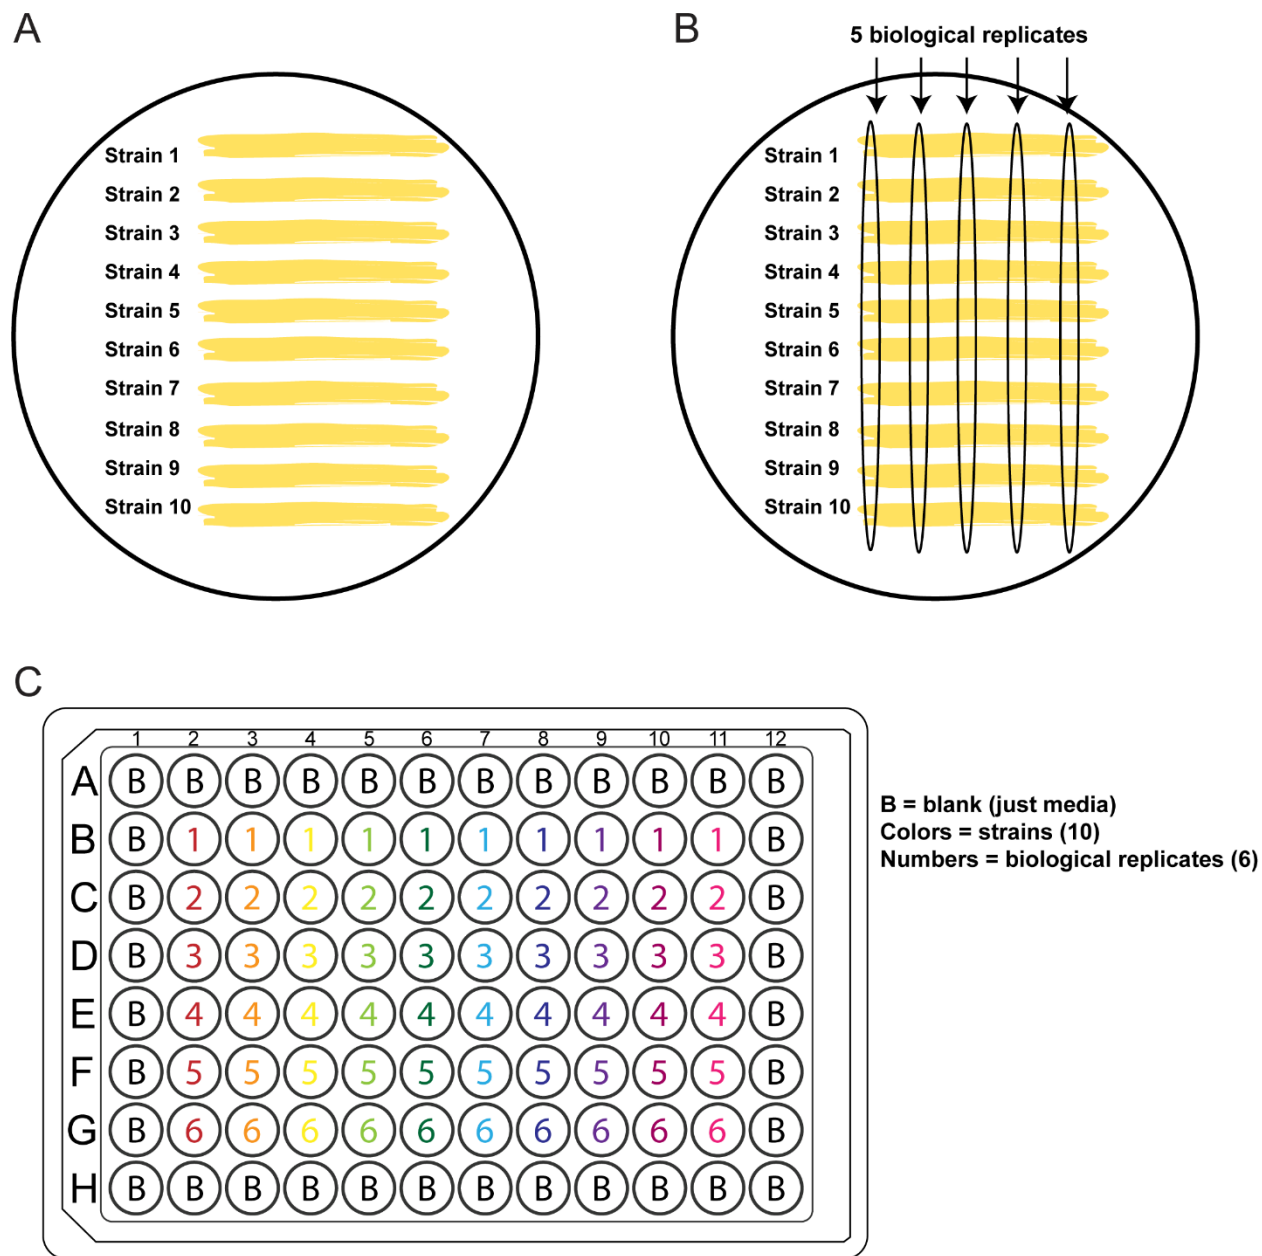 A
Strain 1
Strain 2
Strain 3
Strain 4
Strain 5
Strain 6
Strain 7
Strain 8
Strain 9
Strain 10
B
5 biological replicates
Strain 1
Strain 2
Strain 3
Strain 4
Strain 5
Strain 6
Strain 7
Strain 8
Strain 9
Strain 10
C
1 2 3 4 5 6 7 8 9 10 11 12
A B B B B B B B B B B B B
B B 1 1 1 1 1 1 1 1 1 1 B
C B 2 2 2 2 2 2 2 2 2 2 B
D B 3 3 3 3 3 3 3 3 3 3 B
E B 4 4 4 4 4 4 4 4 4 4 B
F B 5 5 5 5 5 5 5 5 5 5 B
G B 6 6 6 6 6 6 6 6 6 6 B
H B B B B B B B B B B B B
B = blank (just media)
Colors = strains (10)
Numbers = biological replicates (6)